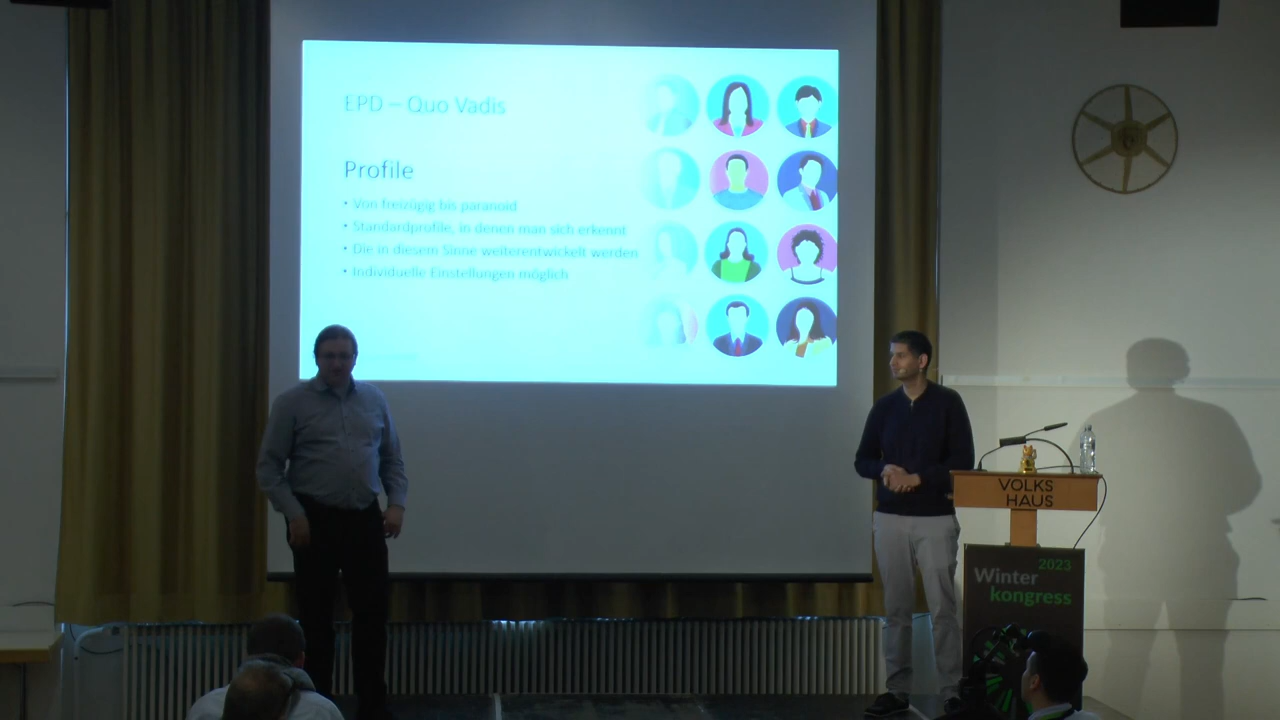 EPD – Quo Vadis
Profile
• Von freizügig bis paranoid
• Standardprofile, in denen man sich erkennt
• Die in diesem Sinne weiterentwickelt werden
• Individuelle Einstellungen möglich
VOLKS
HAUS
2023
Winter
kongress